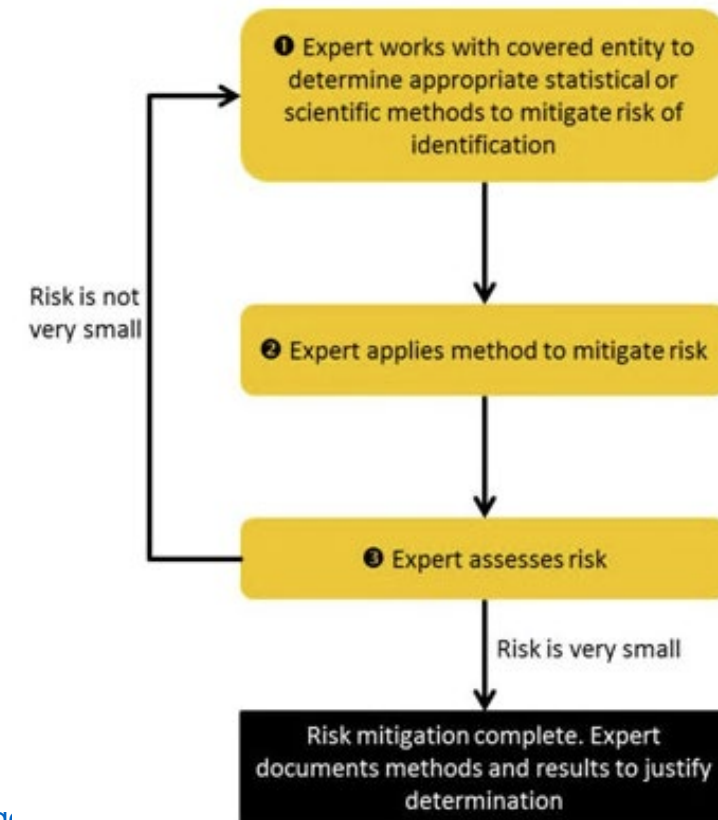 ❶ Expert works with covered entity to
determine appropriate statistical or
scientific methods to mitigate risk of
identification
Risk is not
very small
❷ Expert applies method to mitigate risk
❸ Expert assesses risk
Risk is very small
Risk mitigation complete. Expert
documents methods and results to justify
determination